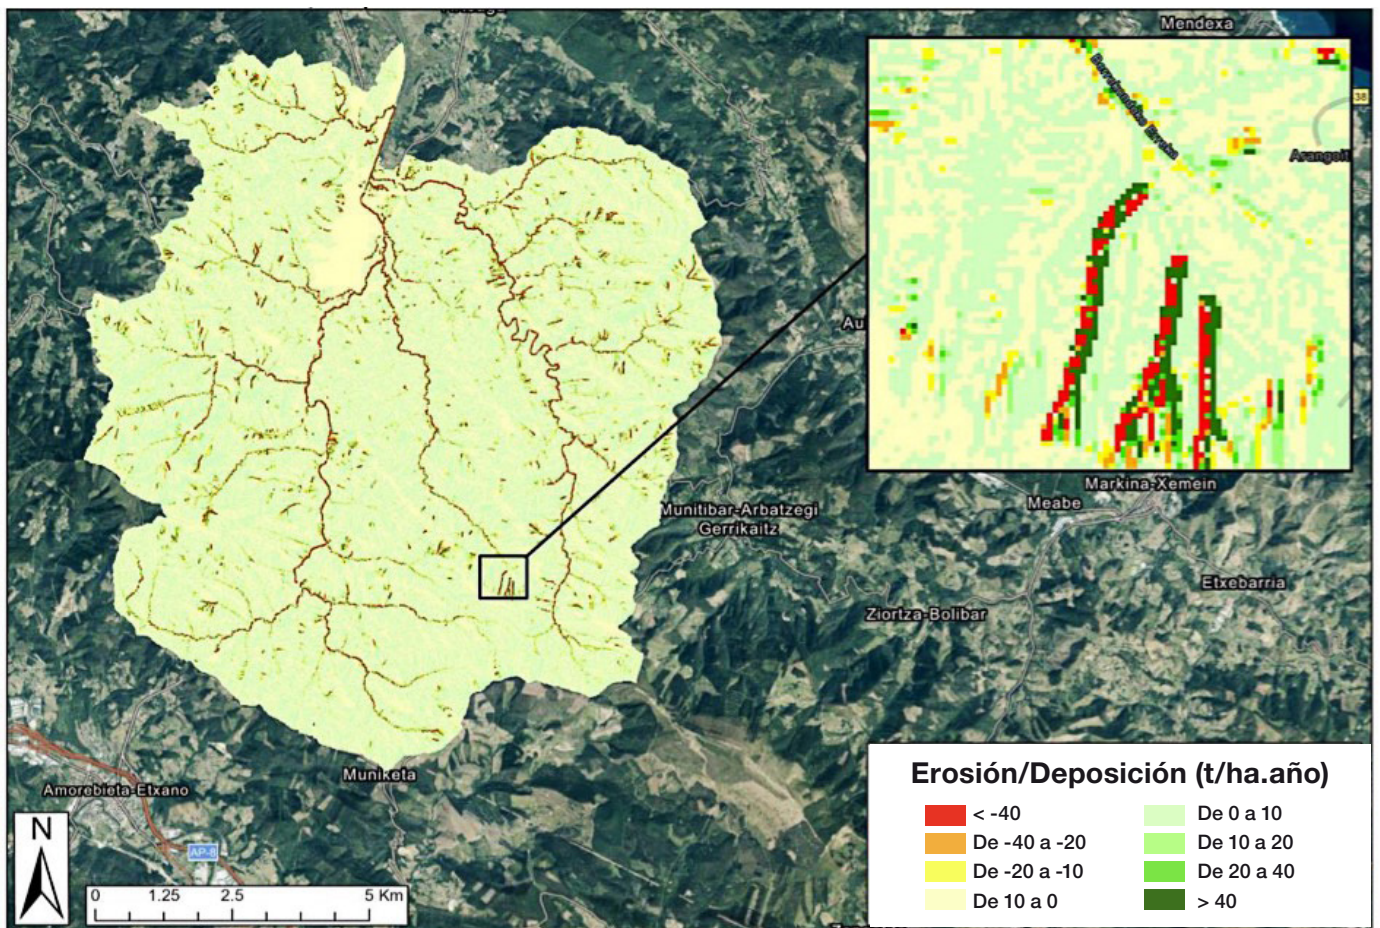 Mendexa
38
Arangoit
Au
Markina-Xemein
Meabe
Munitibar-Arbatzegi
Gerrikaitz
Etxebarria
Ziortza-Bolibar
Muniketa
Amorebieta-Etxano
AP-8
N
0 1.25 2.5 5 Km
Erosión/Deposición (t/ha.año)
< -40
De -40 a -20
De -20 a -10
De 10 a 0
De 0 a 10
De 10 a 20
De 20 a 40
> 40